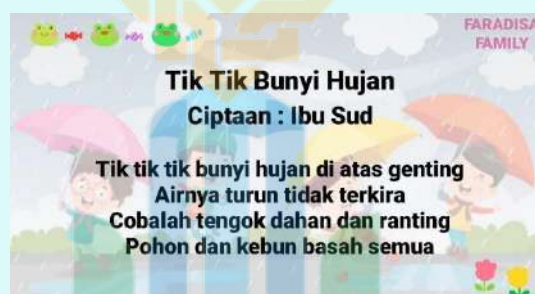 FARADISA
FAMILY
Tik Tik Bunyi Hujan
Ciptaan : Ibu Sud
Tik tik tik bunyi hujan di atas genting
Airnya turun tidak terkira
Cobalah tengok dahan dan ranting
Pohon dan kebun basah semua